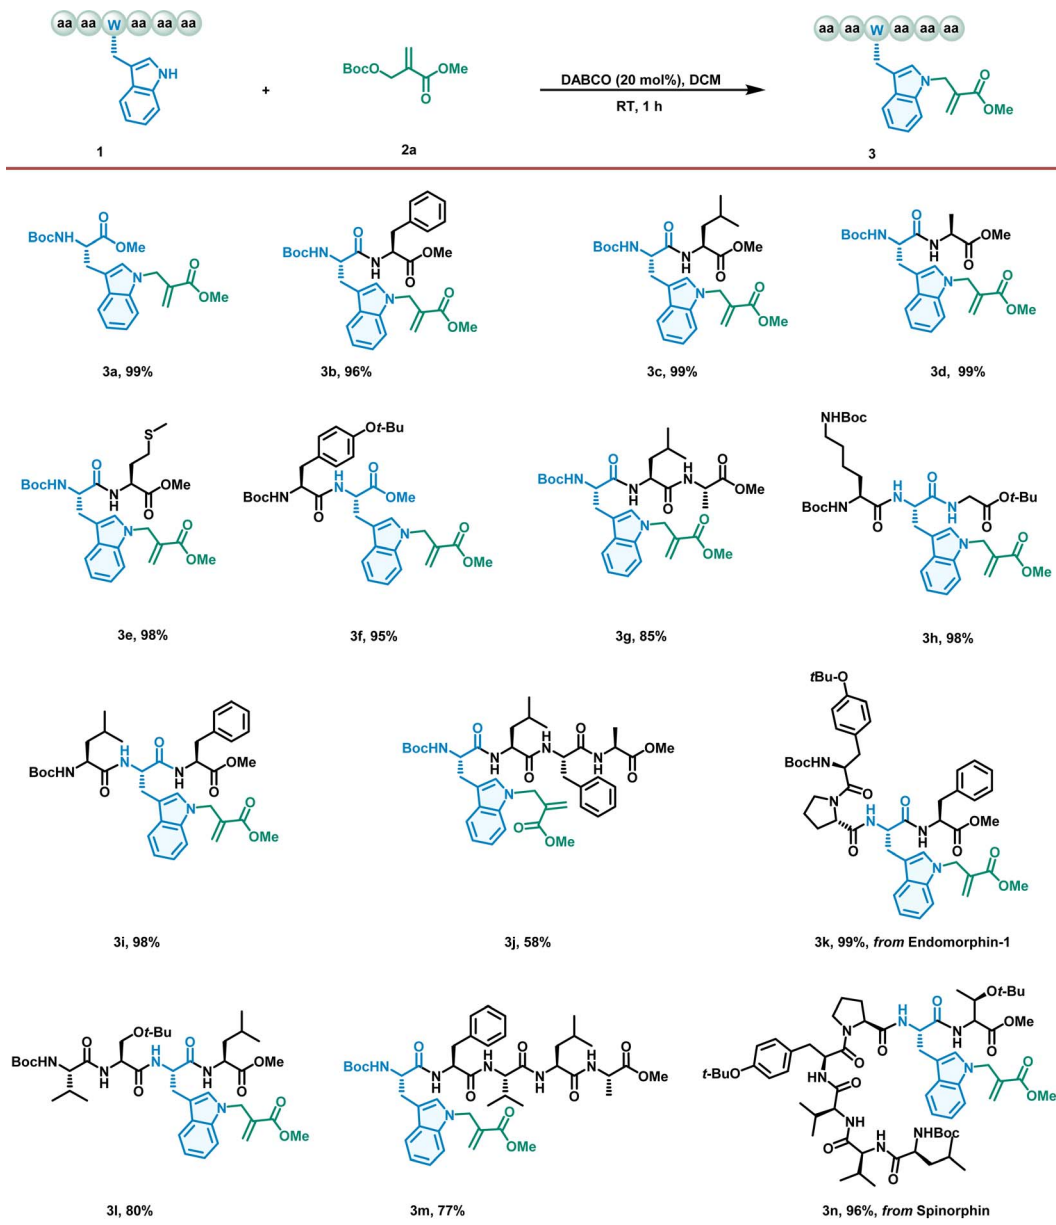 aa aa W aa aa aa
NH
1
+
BocO
OMe
O
2a
DABCO (20 mol%), DCM
RT, 1 h
aa aa W aa aa aa
N
O
OMe
3
BocHN
O
OMe
N
O
OMe
3a, 99%
BocHN
O
N
H
OMe
O
N
O
OMe
3b, 96%
BocHN
O
N
H
OMe
O
N
O
OMe
3c, 99%
BocHN
O
N
H
OMe
O
N
O
OMe
3d, 99%
S
BocHN
O
N
H
OMe
O
N
O
OMe
3e, 98%
Ot-Bu
BocHN
O
H
N
O
OMe
N
O
OMe
3f, 95%
BocHN
O
N
H
O
H
N
O
OMe
N
O
OMe
3g, 85%
NHBoc
BocHN
O
H
N
O
N
H
O
Ot-Bu
N
O
OMe
3h, 98%
BocHN
O
H
N
O
N
H
O
OMe
N
O
OMe
3i, 98%
BocHN
O
N
H
O
H
N
O
N
H
O
OMe
N
O
OMe
3j, 58%
tBu-O
BocHN
O
N
O
H
N
O
N
H
O
OMe
N
O
OMe
3k, 99%, from Endomorphin-1
BocHN
O
N
H
Ot-Bu
O
H
N
O
N
H
O
OMe
N
O
OMe
3l, 80%
BocHN
O
N
H
O
H
N
O
N
H
O
H
N
O
OMe
N
O
OMe
3m, 77%
t-BuO
O
N
O
H
N
O
N
H
Ot-Bu
OMe
O
N
O
OMe
NH
O
NH
O
H
N
O
NHBoc
3n, 96%, from Spinorphin